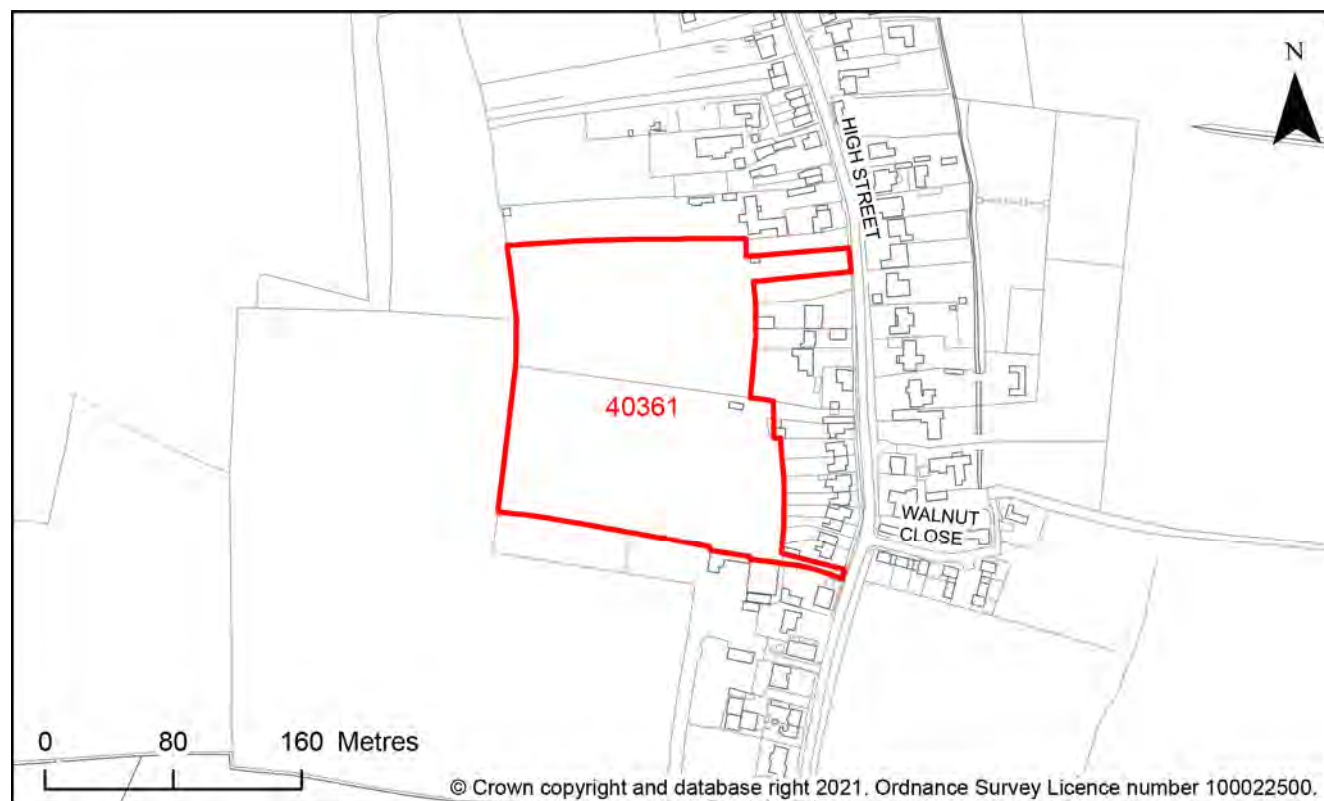 N
HIGH STREET
40361
WALNUT
CLOSE
0 80 160 Metres
© Crown copyright and database right 2021. Ordnance Survey Licence number 100022500.